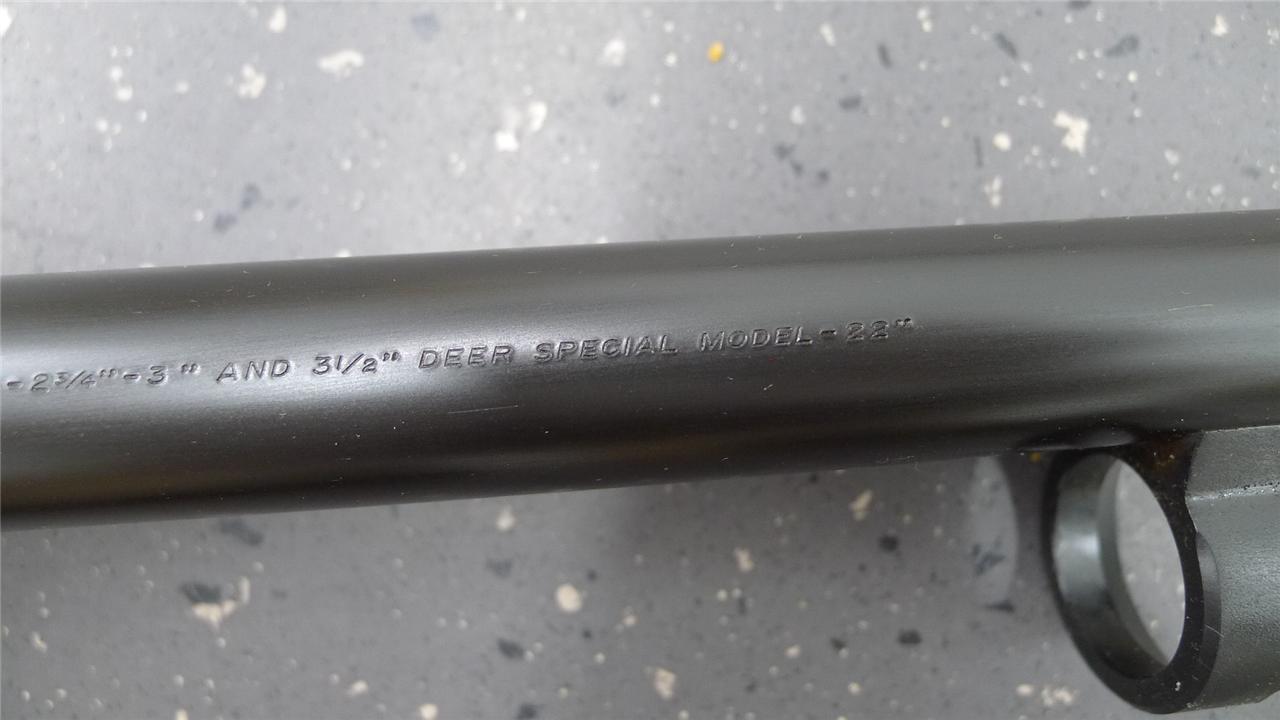 -2¾"-3" AND 3½" DEER SPECIAL MODEL-22"